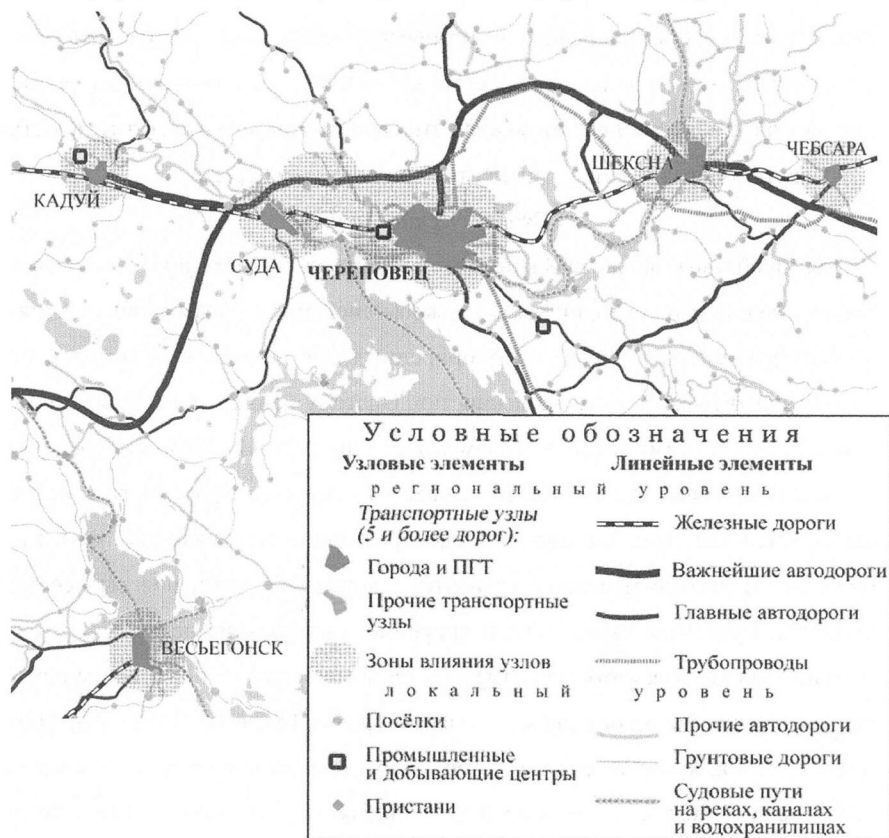 ШЕКСНА
ЧЕБСАРА
КАДУЙ
СУДА
ЧЕРЕПОВЕЦ
ВЕСЬЕГОНСК
Условные обозначения
Узловые элементы
Линейные элементы
региональный уровень
Транспортные узлы
(5 и более дорог):
Города и ПГТ
Прочие транспортные
узлы
Зоны влияния узлов
Железные дороги
Важнейшие автодороги
Главные автодороги
Трубопроводы
локальный уровень
Посёлки
Промышленные
и добывающие центры
Пристани
Прочие автодороги
Грунтовые дороги
Судовые пути
на реках, каналах
и водохранилищах